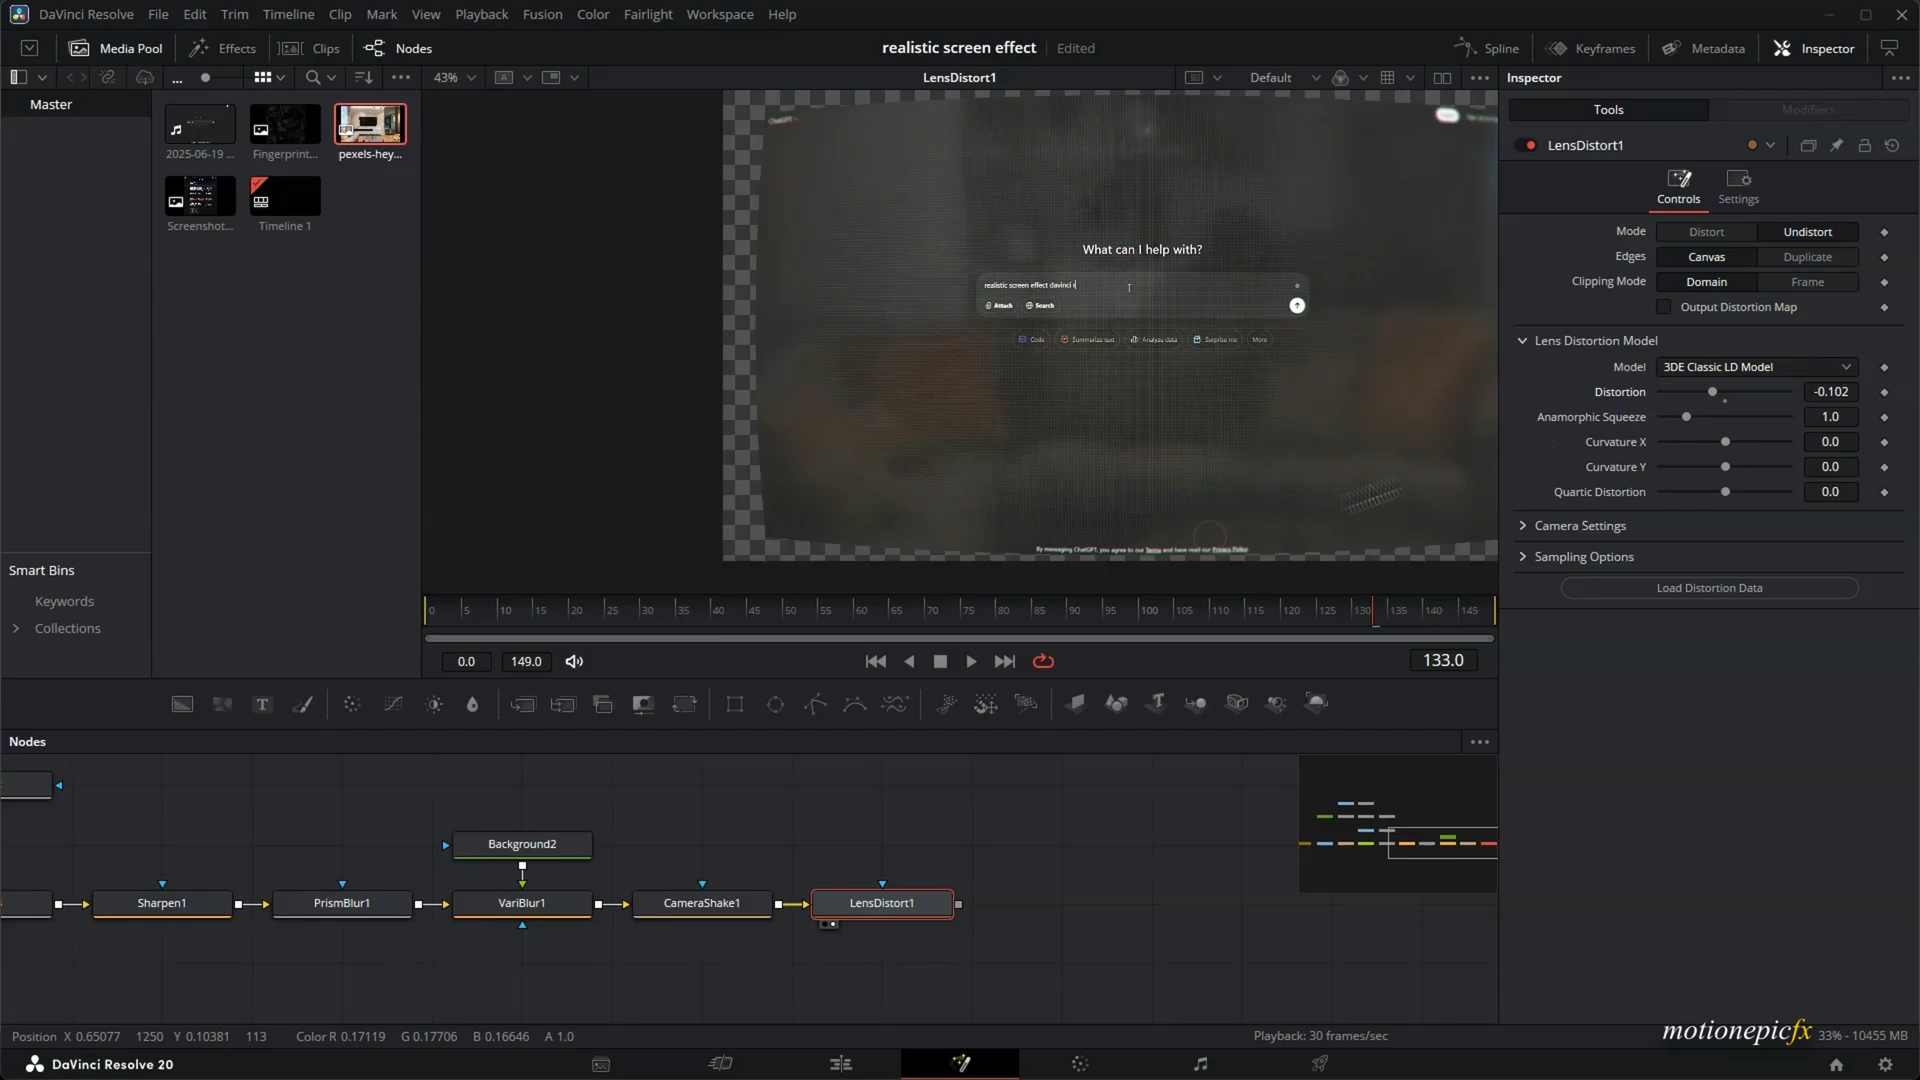 DaVinci Resolve File Edit Trim Timeline Clip Mark View Playback Fusion Color Fairlight Workspace Help
Media Pool Effects Clips Nodes realistic screen effect Edited Spline Keyframes Metadata Inspector
... 43% A LensDistort1 Default Inspector
Master
2025-06-19 ... Fingerprint... pexels-hey...
Screenshot... Timeline 1
Smart Bins
Keywords
Collections
ChatGPT
What can I help with?
realistic screen effect davinci r
Attach Search
Code Summarize text Analyze data Surprise me More
By messaging ChatGPT, you agree to our Terms and have read our Privacy Policy.
0 5 10 15 20 25 30 35 40 45 50 55 60 65 70 75 80 85 90 95 100 105 110 115 120 125 130 135 140 145
0.0 149.0 133.0
Tools Modifiers
LensDistort1
Controls Settings
Mode Distort Undistort
Edges Canvas Duplicate
Clipping Mode Domain Frame
Output Distortion Map
Lens Distortion Model
Model 3DE Classic LD Model
Distortion -0.102
Anamorphic Squeeze 1.0
Curvature X 0.0
Curvature Y 0.0
Quartic Distortion 0.0
Camera Settings
Sampling Options
Load Distortion Data
Nodes
Background2
Sharpen1 PrismBlur1 VariBlur1 CameraShake1 LensDistort1
Position X 0.65077 1250 Y 0.10381 113 Color R 0.17119 G 0.17706 B 0.16646 A 1.0 Playback: 30 frames/sec motionepicfx 33% - 10455 MB
DaVinci Resolve 20